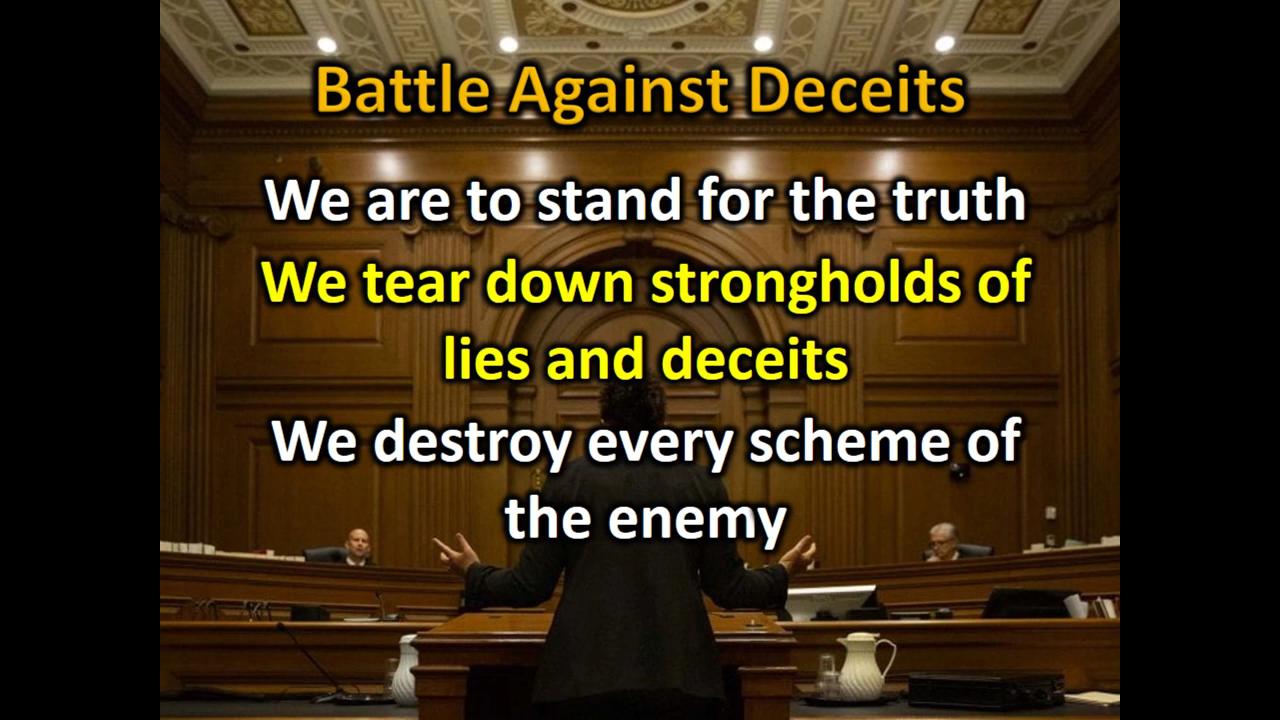 Battle Against Deceits
We are to stand for the truth
We tear down strongholds of
lies and deceits
We destroy every scheme of
the enemy